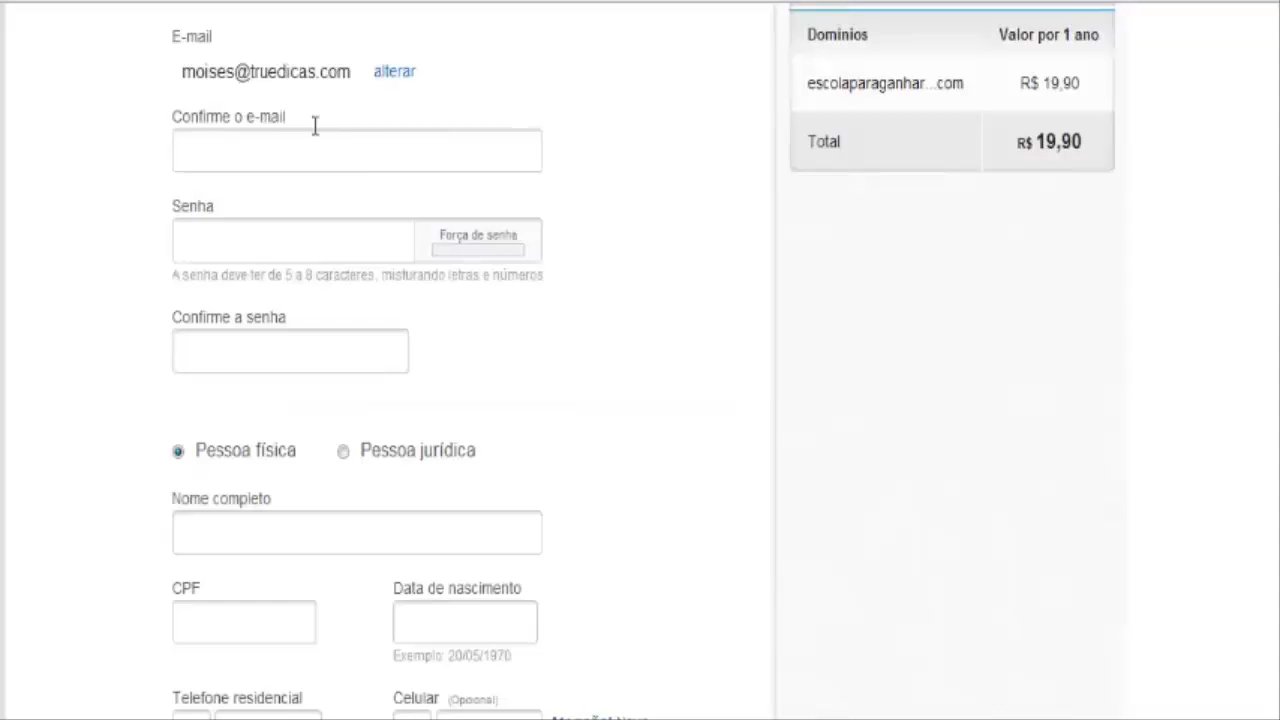 E-mail
moises@truedicas.com alterar
Confirme o e-mail
Senha
Força de senha
A senha deve ter de 5 a 8 caracteres, misturando letras e números
Confirme a senha
Pessoa física Pessoa jurídica
Nome completo
CPF Data de nascimento
Exemplo: 20/05/1970
Telefone residencial Celular (Opcional)
Domínios Valor por 1 ano
escolaparaganhar...com R$ 19,90
Total R$ 19,90